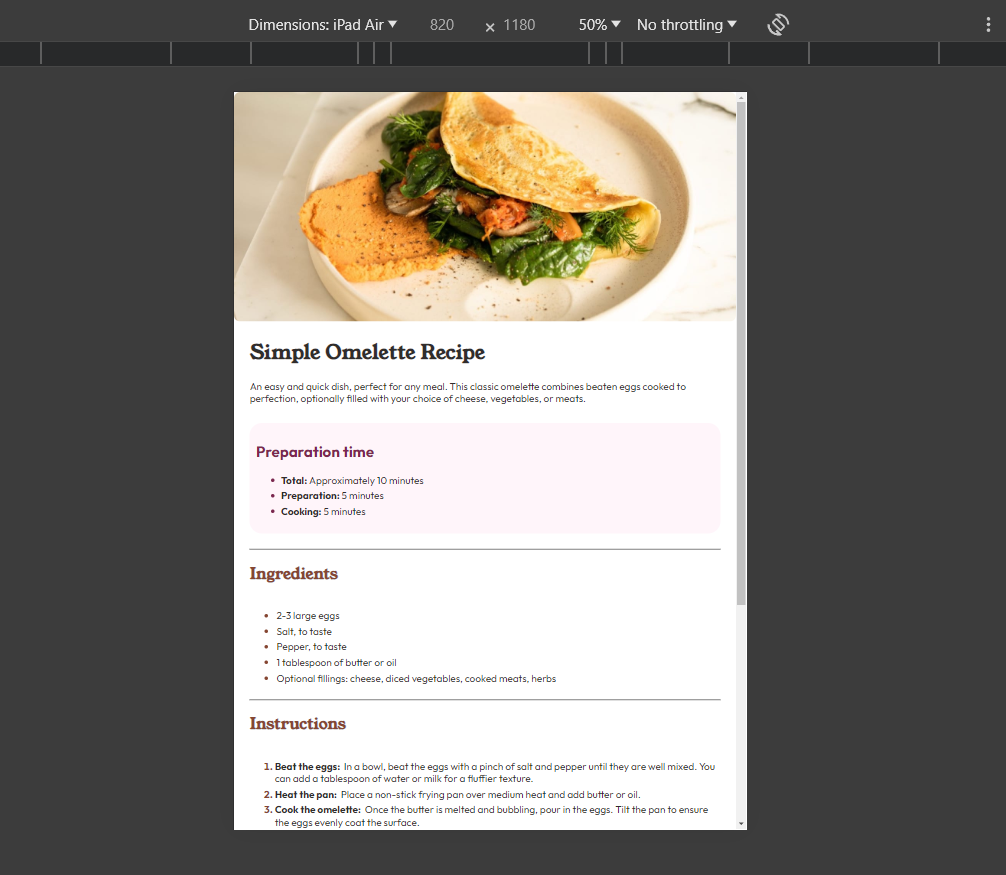 Dimensions: iPad Air 820 × 1180 50% No throttling
Simple Omelette Recipe
An easy and quick dish, perfect for any meal. This classic omelette combines beaten eggs cooked to
perfection, optionally filled with your choice of cheese, vegetables, or meats.
Preparation time
• Total: Approximately 10 minutes
• Preparation: 5 minutes
• Cooking: 5 minutes
Ingredients
• 2-3 large eggs
• Salt, to taste
• Pepper, to taste
• 1 tablespoon of butter or oil
• Optional fillings: cheese, diced vegetables, cooked meats, herbs
Instructions
1. Beat the eggs: In a bowl, beat the eggs with a pinch of salt and pepper until they are well mixed. You
can add a tablespoon of water or milk for a fluffier texture.
2. Heat the pan: Place a non-stick frying pan over medium heat and add butter or oil.
3. Cook the omelette: Once the butter is melted and bubbling, pour in the eggs. Tilt the pan to ensure
the eggs evenly coat the surface.